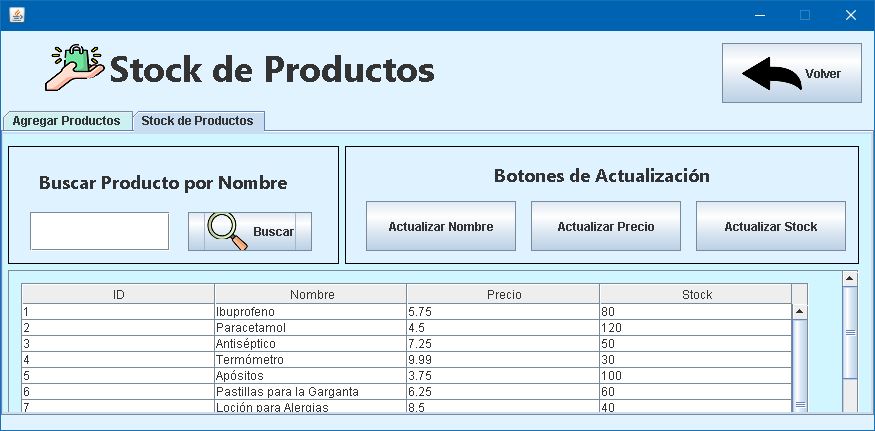 Stock de Productos
Volver
Agregar Productos
Stock de Productos
Buscar Producto por Nombre
Buscar
Botones de Actualización
Actualizar Nombre
Actualizar Precio
Actualizar Stock
ID Nombre Precio Stock
1 Ibuprofeno 5.75 80
2 Paracetamol 4.5 120
3 Antiséptico 7.25 50
4 Termómetro 9.99 30
5 Apósitos 3.75 100
6 Pastillas para la Garganta 6.25 60
7 Loción para Alergias 8.5 40